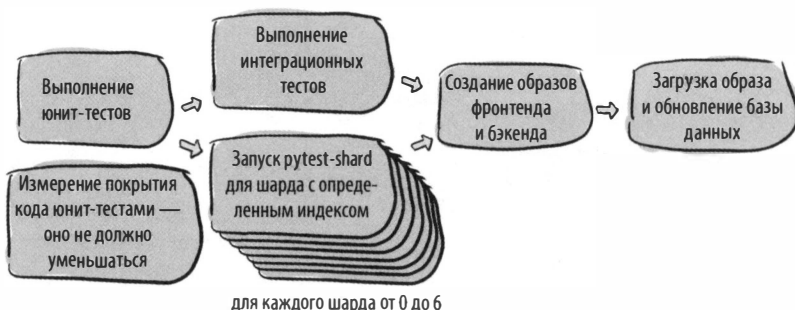 Выполнение
юнит-тестов
Измерение покрытия
кода юнит-тестами —
оно не должно
уменьшаться
Выполнение
интеграционных
тестов
Запуск pytest-shard
для шарда с опреде-
ленным индексом
для каждого шарда от 0 до 6
Создание образов
фронтенда
и бэкенда
Загрузка образа
и обновление базы
данных